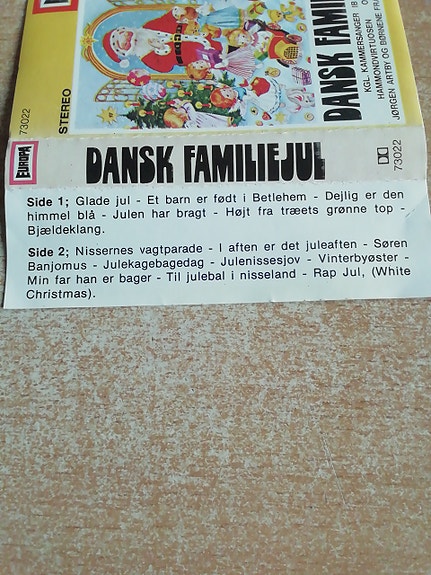 STEREO
73022
DANSK FAMI
KGL. KAMMERSANGER
HAMMONDVIRTUOSEN
JØRGEN ARTBY OG BØRNENE FRA
EUROPA
DANSK FAMILIEJUL
73022
Side 1; Glade jul - Et barn er født i Betlehem - Dejlig er den
himmel blå - Julen har bragt - Højt fra træets grønne top -
Bjældeklang.
Side 2; Nissernes vagtparade - I aften er det juleaften - Søren
Banjomus - Julekagebagedag - Julenissesjov - Vinterbyøster -
Min far han er bager - Til julebal i nisseland - Rap Jul, (White
Christmas).